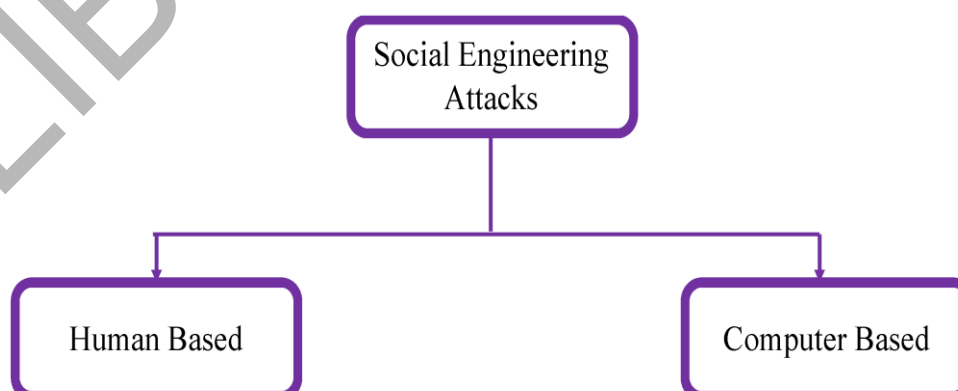 Social Engineering
Attacks
Human Based
Computer Based